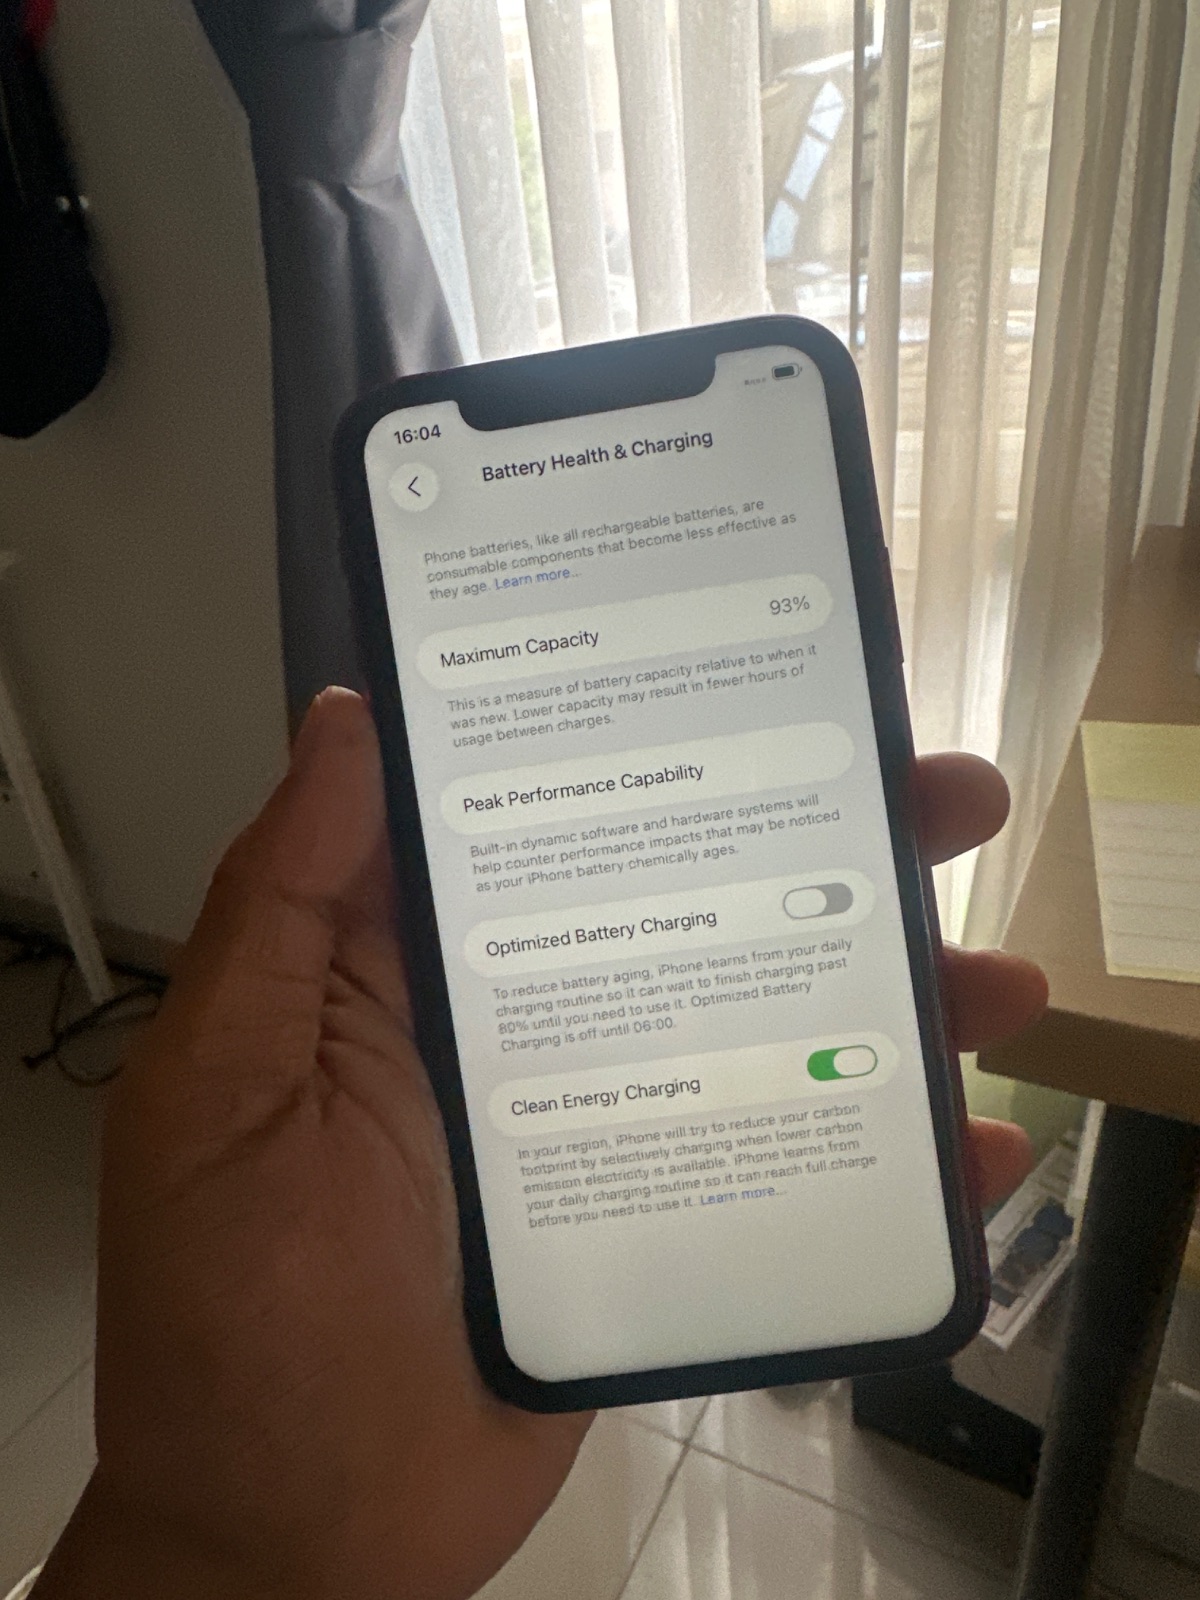 16:04
Battery Health & Charging
Phone batteries, like all rechargeable batteries, are
consumable components that become less effective as
they age. Learn more...
Maximum Capacity 93%
This is a measure of battery capacity relative to when it
was new. Lower capacity may result in fewer hours of
usage between charges.
Peak Performance Capability
Built-in dynamic software and hardware systems will
help counter performance impacts that may be noticed
as your iPhone battery chemically ages.
Optimized Battery Charging
To reduce battery aging, iPhone learns from your daily
charging routine so it can wait to finish charging past
80% until you need to use it. Optimized Battery
Charging is off until 06:00.
Clean Energy Charging
In your region, iPhone will try to reduce your carbon
footprint by selectively charging when lower carbon
emission electricity is available. iPhone learns from
your daily charging routine so it can reach full charge
before you need to use it. Learn more...